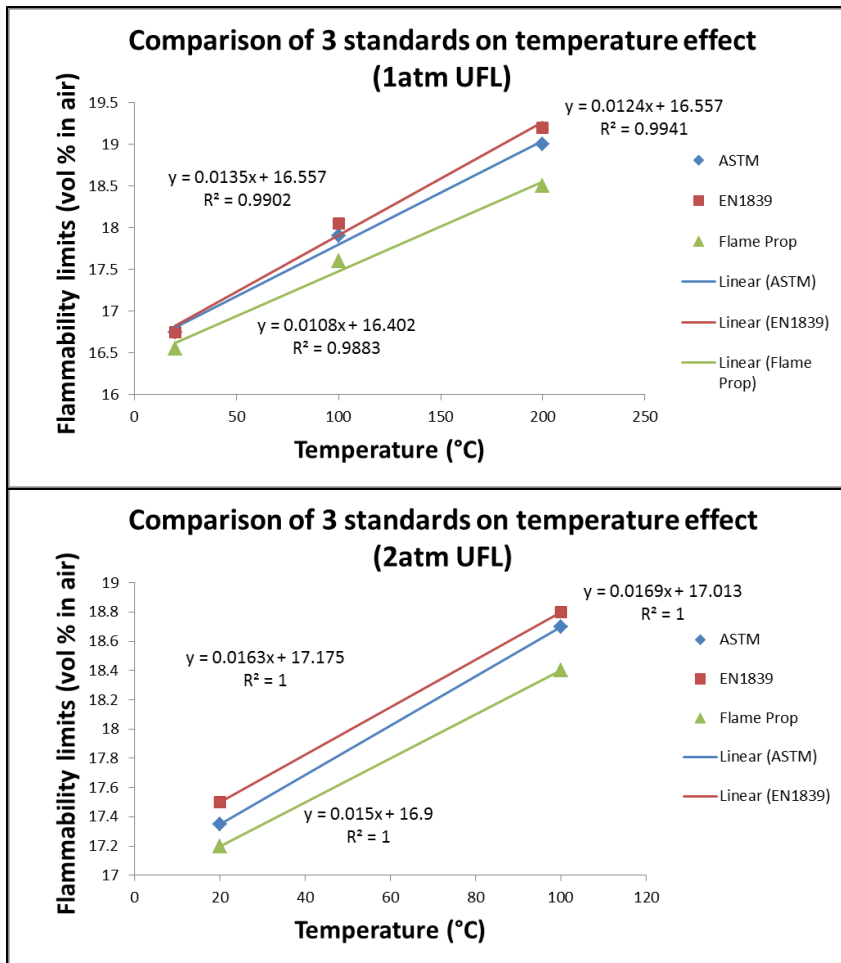 Comparison of 3 standards on temperature effect
(1atm UFL)
Flammability limits (vol % in air)
19.5
19
18.5
18
17.5
17
16.5
16
y = 0.0124x + 16.557
R² = 0.9941
y = 0.0135x + 16.557
R² = 0.9902
y = 0.0108x + 16.402
R² = 0.9883
0 50 100 150 200 250
Temperature (°C)
ASTM
EN1839
Flame Prop
Linear (ASTM)
Linear (EN1839)
Linear (Flame
Prop)
Comparison of 3 standards on temperature effect
(2atm UFL)
Flammability limits (vol % in air)
19
18.8
18.6
18.4
18.2
18
17.8
17.6
17.4
17.2
17
y = 0.0169x + 17.013
R² = 1
y = 0.0163x + 17.175
R² = 1
y = 0.015x + 16.9
R² = 1
0 20 40 60 80 100 120
Temperature (°C)
ASTM
EN1839
Flame Prop
Linear (ASTM)
Linear (EN1839)